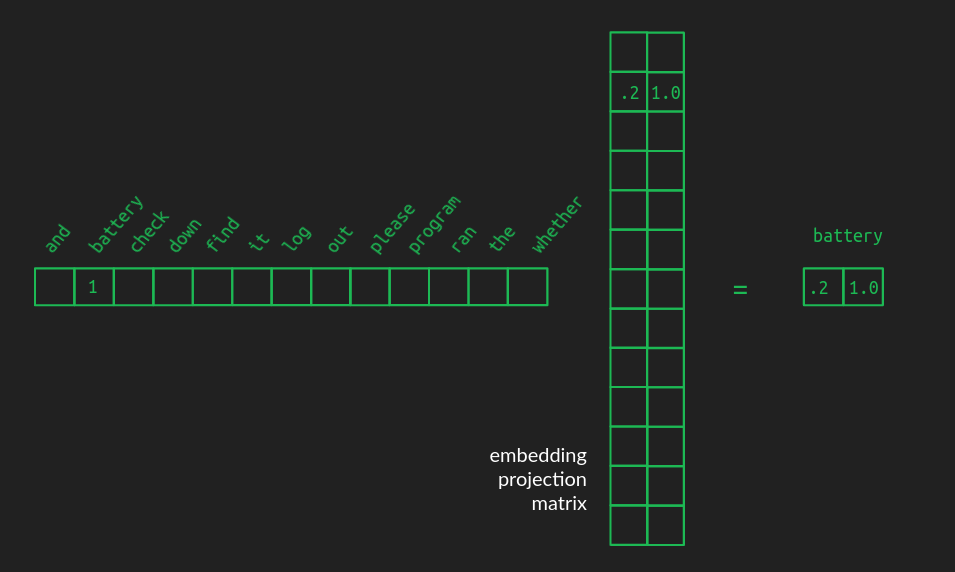 and battery check down find it log out please program ran the whether
1
.2 1.0
embedding
projection
matrix
=
battery
.2 1.0